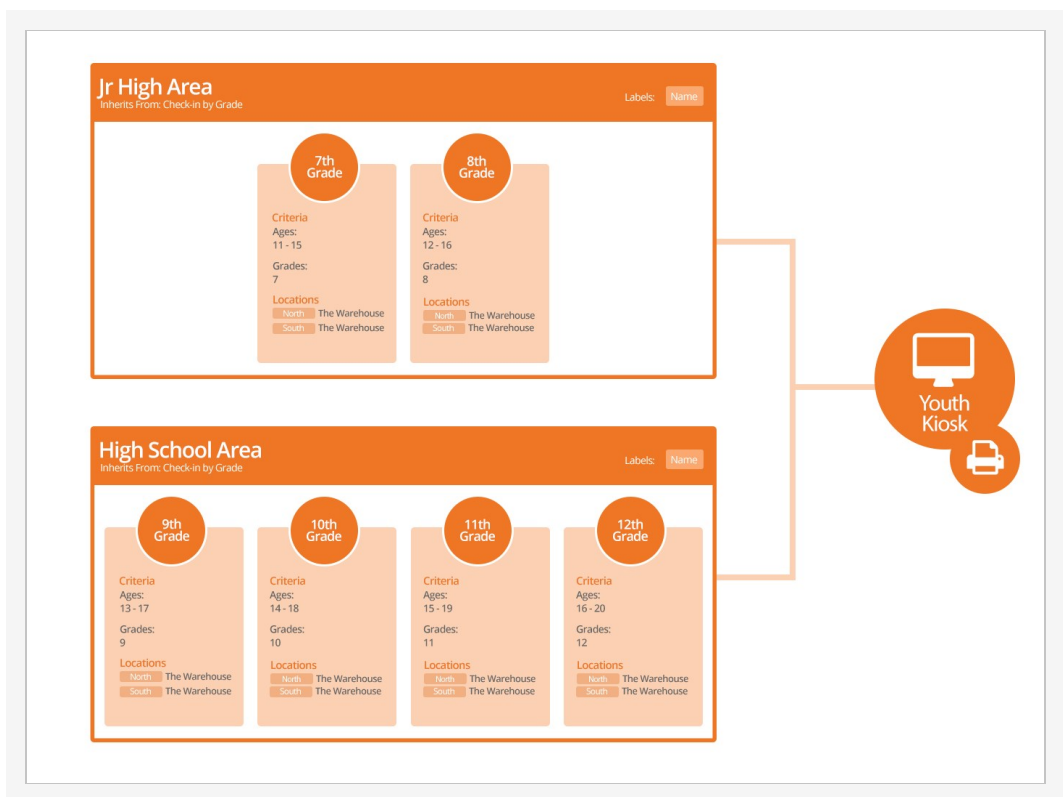 Jr High Area
Inherits From: Check-in by Grade
Labels: Name
7th
Grade
Criteria
Ages:
11 - 15
Grades:
7
Locations
North The Warehouse
South The Warehouse
8th
Grade
Criteria
Ages:
12 - 16
Grades:
8
Locations
North The Warehouse
South The Warehouse
High School Area
Inherits From: Check-in by Grade
Labels: Name
9th
Grade
Criteria
Ages:
13 - 17
Grades:
9
Locations
North The Warehouse
South The Warehouse
10th
Grade
Criteria
Ages:
14 - 18
Grades:
10
Locations
North The Warehouse
South The Warehouse
11th
Grade
Criteria
Ages:
15 - 19
Grades:
11
Locations
North The Warehouse
South The Warehouse
12th
Grade
Criteria
Ages:
16 - 20
Grades:
12
Locations
North The Warehouse
South The Warehouse
Youth
Kiosk